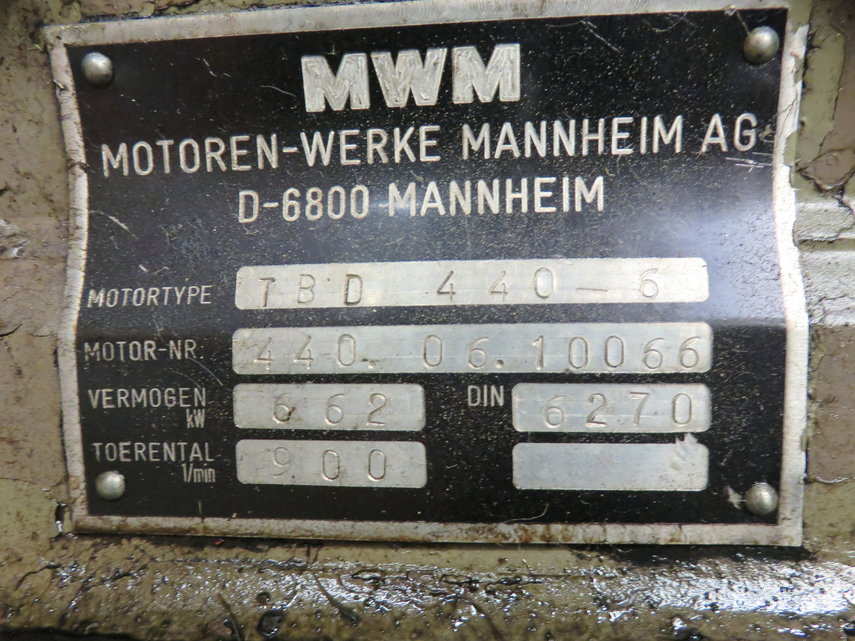 MWM
MOTOREN-WERKE MANNHEIM AG
D-6800 MANNHEIM
MOTORTYPE TBD 440-6
MOTOR-NR. 440.06.10066
VERMOGEN kW 662 DIN 6270
TOERENTAL 1/min 900